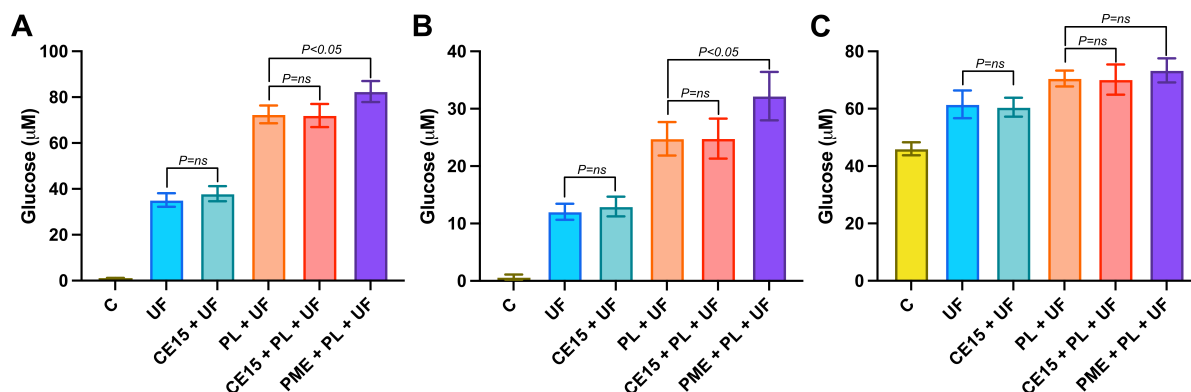 A
Glucose (μM)
100
80
60
40
20
0
P=ns
P=ns
P<0.05
C
UF
CE15 + UF
PL + UF
CE15 + PL + UF
PME + PL + UF
B
Glucose (μM)
40
30
20
10
0
P=ns
P=ns
P<0.05
C
UF
CE15 + UF
PL + UF
CE15 + PL + UF
PME + PL + UF
C
Glucose (μM)
80
60
40
20
0
P=ns
P=ns
P=ns
C
UF
CE15 + UF
PL + UF
CE15 + PL + UF
PME + PL + UF